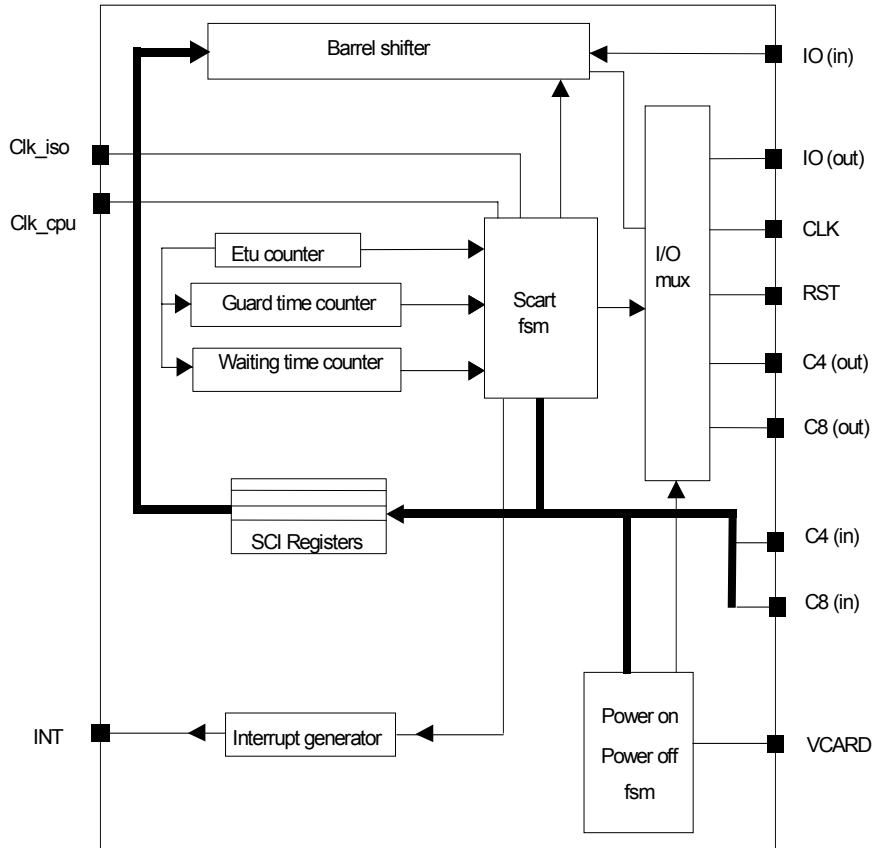 Barrel shifter
IO (in)
Clk_iso
IO (out)
Clk_cpu
CLK
Etu counter
I/O
mux
Guard time counter
Scart
fsm
RST
Waiting time counter
C4 (out)
C8 (out)
SCI Registers
C4 (in)
C8 (in)
INT
Interrupt generator
Power on
Power off
fsm
VCARD